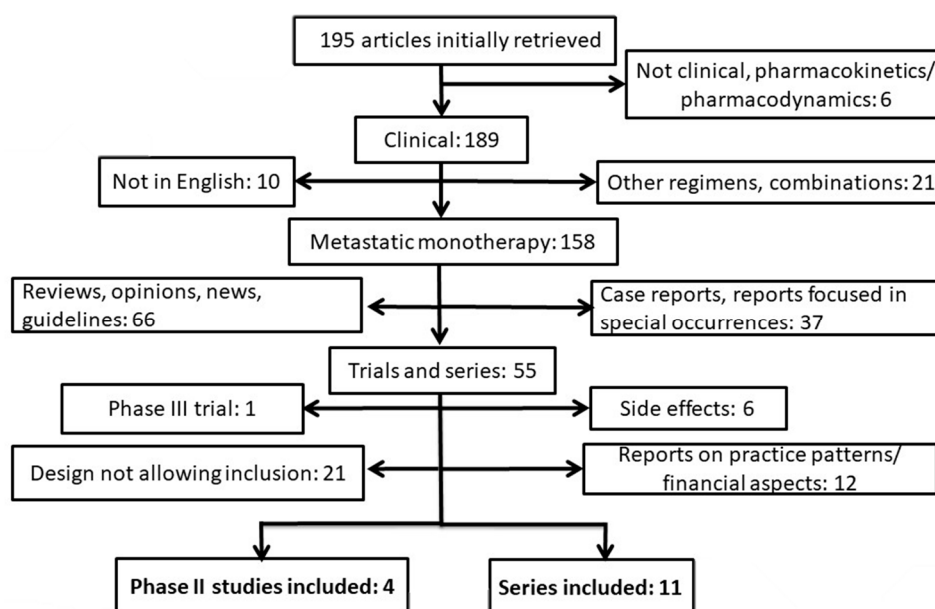 195 articles initially retrieved
Not clinical, pharmacokinetics/
pharmacodynamics: 6
Clinical: 189
Not in English: 10
Other regimens, combinations: 21
Metastatic monotherapy: 158
Reviews, opinions, news,
guidelines: 66
Case reports, reports focused in
special occurrences: 37
Trials and series: 55
Phase III trial: 1
Side effects: 6
Design not allowing inclusion: 21
Reports on practice patterns/
financial aspects: 12
Phase II studies included: 4
Series included: 11